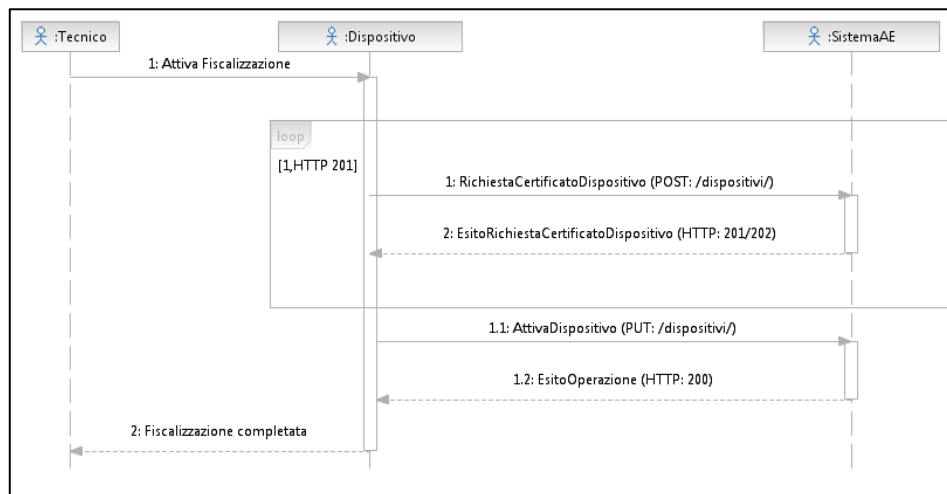 :Tecnico
:Dispositivo
:SistemaAE
1: Attiva Fiscalizzazione
loop
[1,HTTP 201]
1: RichiestaCertificatoDispositivo (POST: /dispositivi/)
2: EsitoRichiestaCertificatoDispositivo (HTTP: 201/202)
1.1: AttivaDispositivo (PUT: /dispositivi/)
1.2: EsitoOperazione (HTTP: 200)
2: Fiscalizzazione completata